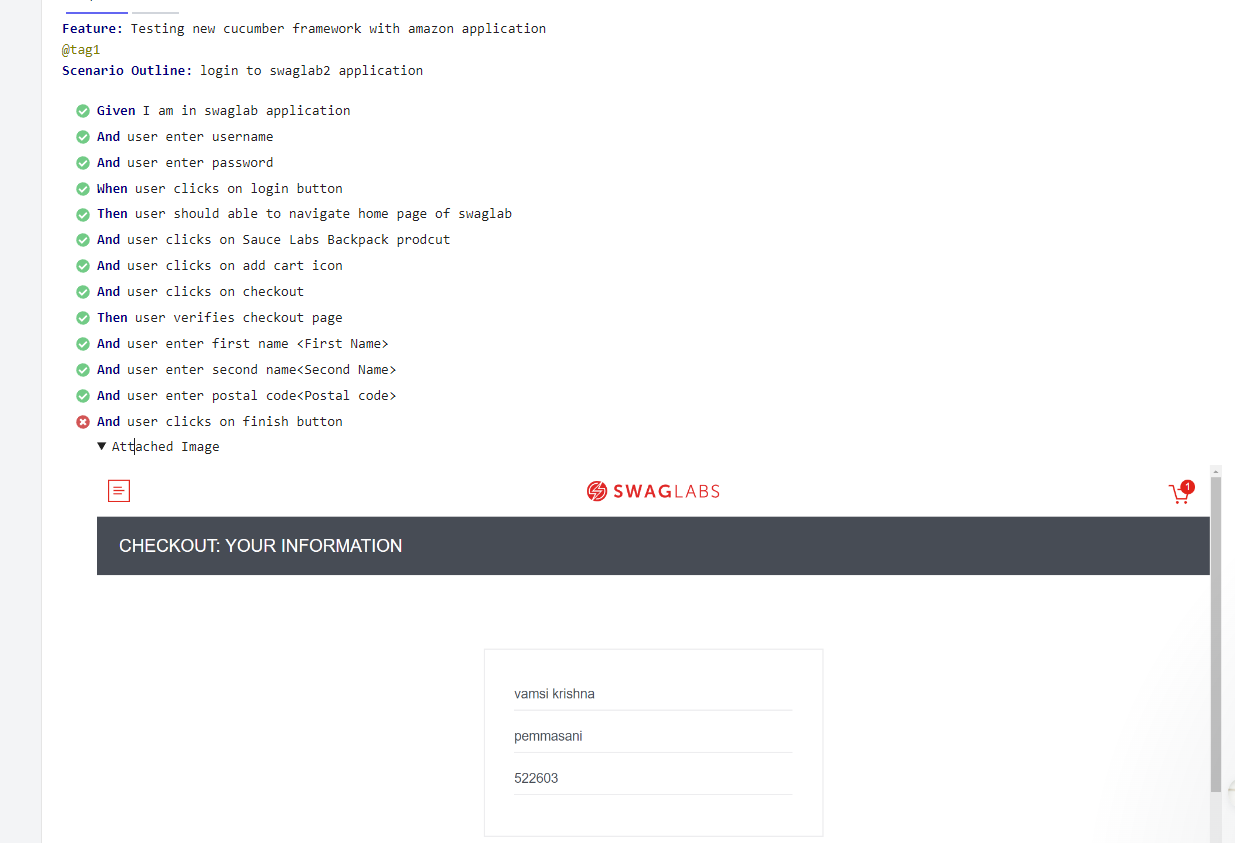 Feature: Testing new cucumber framework with amazon application
@tag1
Scenario Outline: login to swaglab2 application
Given I am in swaglab application
And user enter username
And user enter password
When user clicks on login button
Then user should able to navigate home page of swaglab
And user clicks on Sauce Labs Backpack prodcut
And user clicks on add cart icon
And user clicks on checkout
Then user verifies checkout page
And user enter first name <First Name>
And user enter second name<Second Name>
And user enter postal code<Postal code>
And user clicks on finish button
Attached Image
SWAGLABS
1
CHECKOUT: YOUR INFORMATION
vamsi krishna
pemmasani
522603